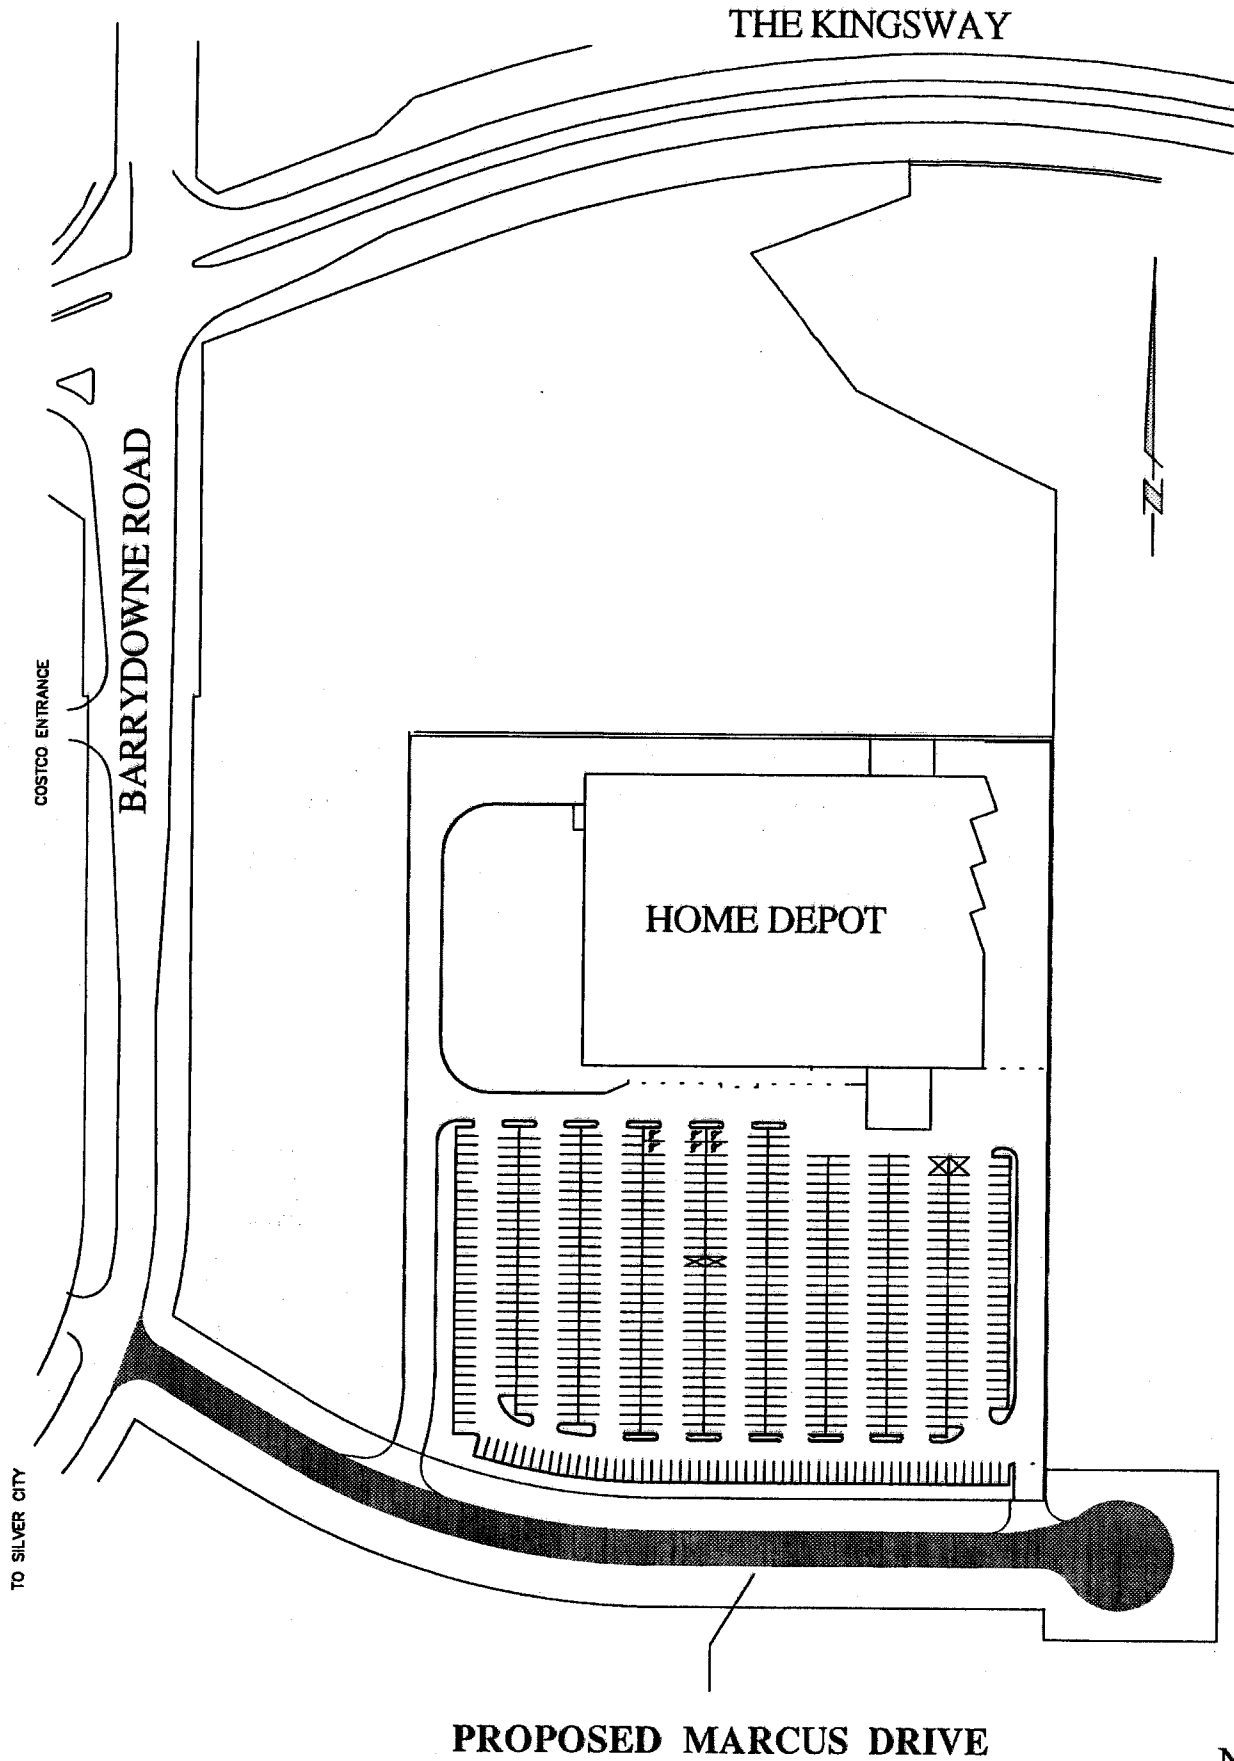 THE KINGSWAY
BARRYDOWNE ROAD
COSTCO ENTRANCE
N
HOME DEPOT
TO SILVER CITY
PROPOSED MARCUS DRIVE